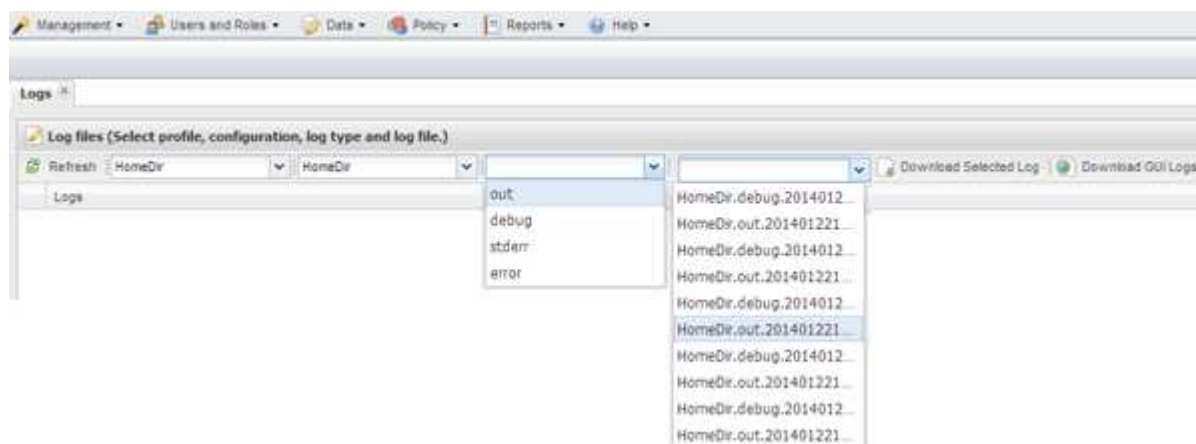 Management Users and Roles Data Policy Reports Help
Logs
Log files (Select profile, configuration, log type and log file.)
Refresh HomeDir HomeDir Download Selected Log Download GUI Logs
Logs
out
debug
stderr
error
HomeDir.debug.2014012...
HomeDir.out.201401221...
HomeDir.debug.2014012...
HomeDir.out.201401221...
HomeDir.debug.2014012...
HomeDir.out.201401221...
HomeDir.debug.2014012...
HomeDir.out.201401221...
HomeDir.debug.2014012...
HomeDir.out.201401221...